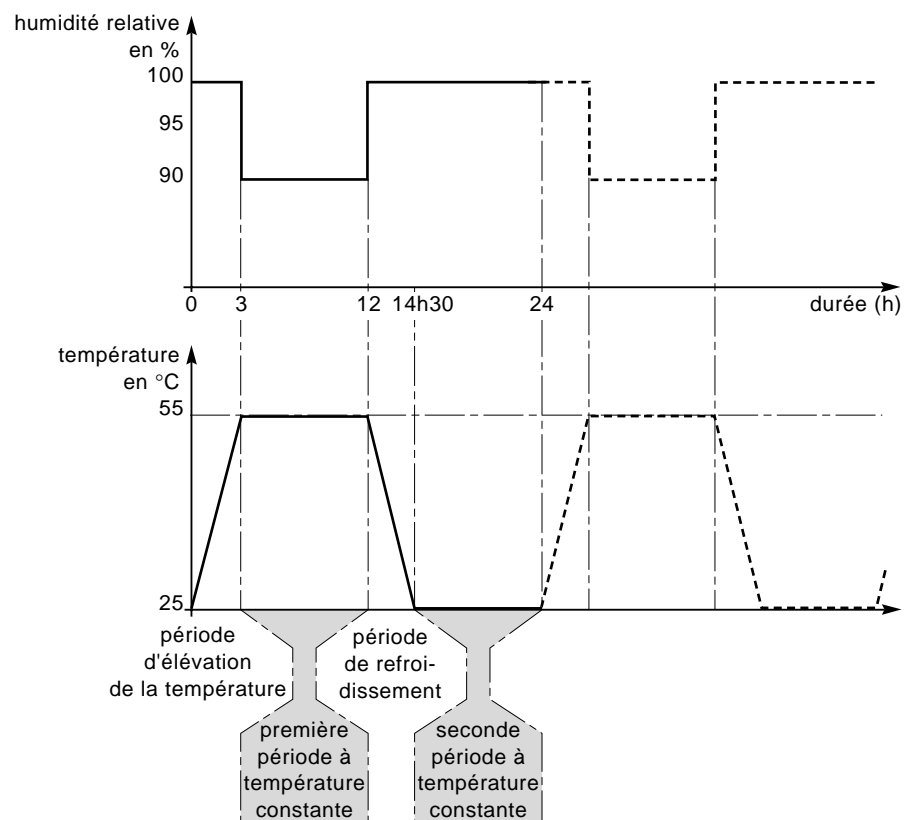 humidité relative
en %
100
95
90
0 3 12 14h30 24 durée (h)
température
en °C
55
25
période
d'élévation
de la température
période
de refroi-
dissement
première
période à
température
constante
seconde
période à
température
constante